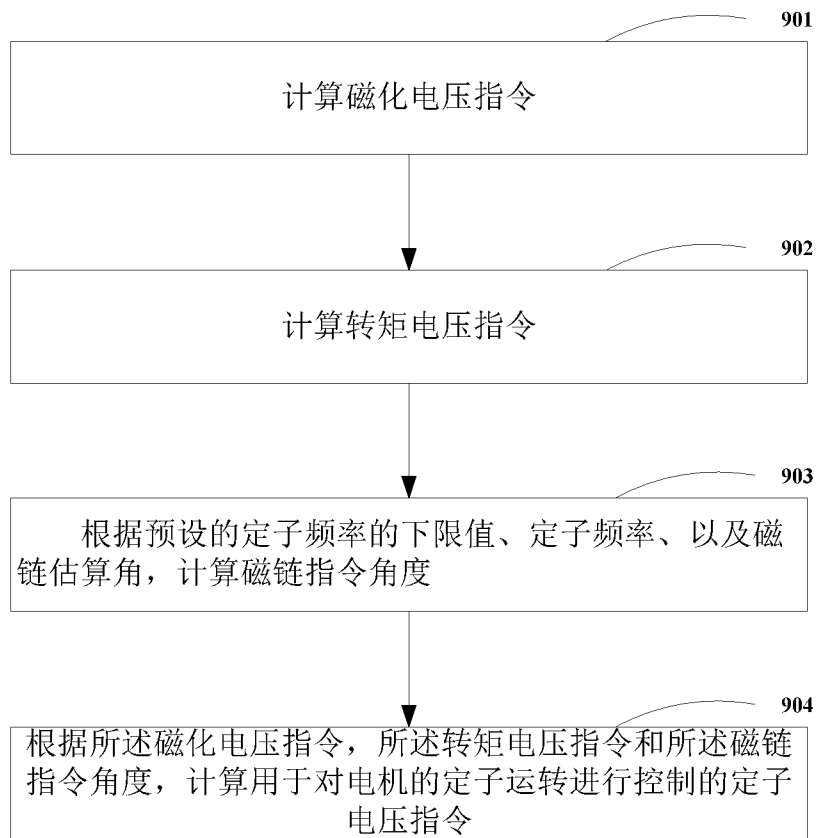 901
计算磁化电压指令
902
计算转矩电压指令
903
根据预设的定子频率的下限值、定子频率、以及磁
链估算角，计算磁链指令角度
904
根据所述磁化电压指令，所述转矩电压指令和所述磁链
指令角度，计算用于对电机的定子运转进行控制的定子
电压指令